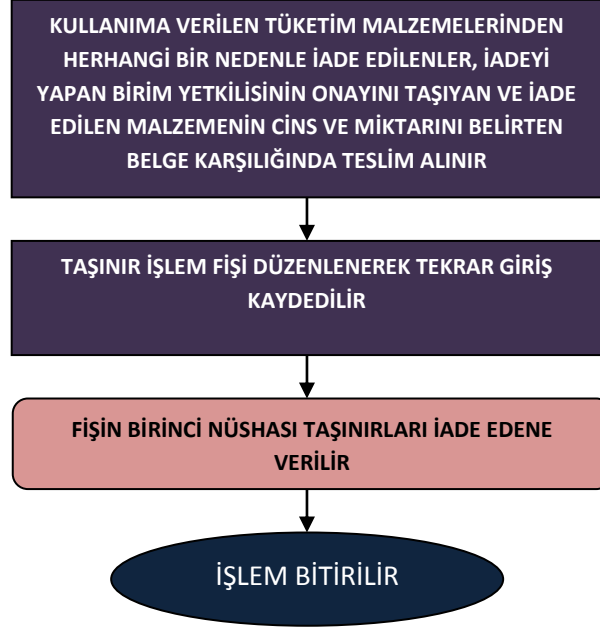 KULLANIMA VERİLEN TÜKETİM MALZEMELERİNDEN
HERHANGİ BİR NEDENLE İADE EDİLENLER, İADEYİ
YAPAN BİRİM YETKİLİSİNİN ONAYINI TAŞIYAN VE İADE
EDİLEN MALZEMENİN CİNS VE MİKTARINI BELİRTEN
BELGE KARŞILIĞINDA TESLİM ALINIR
TAŞINIR İŞLEM FİŞİ DÜZENLENEREK TEKRAR GİRİŞ
KAYDEDİLİR
FİŞİN BİRİNCİ NÜSHASI TAŞINIRLARI İADE EDENE
VERİLİR
İŞLEM BİTİRİLİR